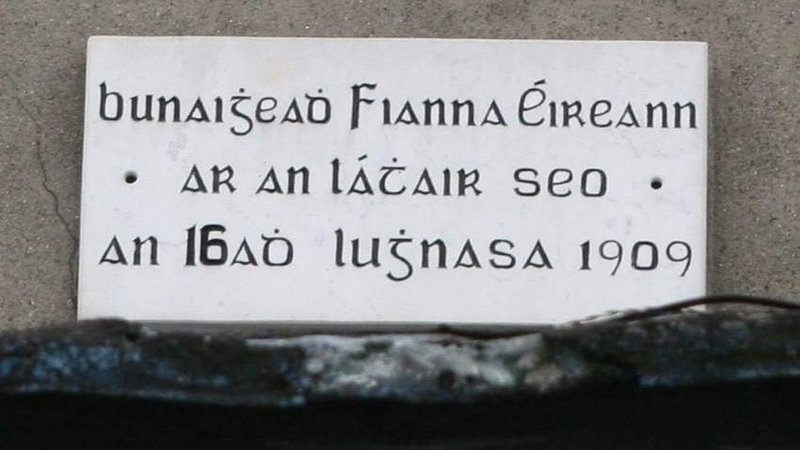 bunaiġeaḋ Fianna Éireann
ar an láṫair seo
an 16aḋ luġnasa 1909